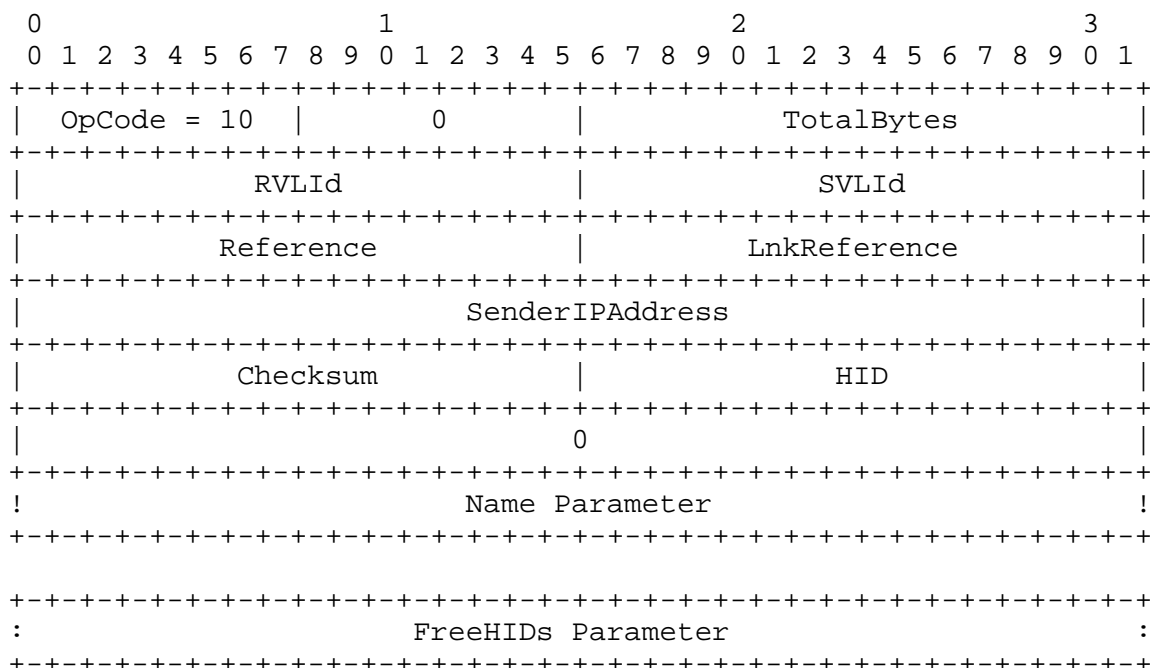 0                   1                   2                   3
 0 1 2 3 4 5 6 7 8 9 0 1 2 3 4 5 6 7 8 9 0 1 2 3 4 5 6 7 8 9 0 1
+-+-+-+-+-+-+-+-+-+-+-+-+-+-+-+-+-+-+-+-+-+-+-+-+-+-+-+-+-+-+-+-+
|  OpCode = 10  |       0       |           TotalBytes          |
+-+-+-+-+-+-+-+-+-+-+-+-+-+-+-+-+-+-+-+-+-+-+-+-+-+-+-+-+-+-+-+-+
|             RVLId             |             SVLId             |
+-+-+-+-+-+-+-+-+-+-+-+-+-+-+-+-+-+-+-+-+-+-+-+-+-+-+-+-+-+-+-+-+
|           Reference           |         LnkReference          |
+-+-+-+-+-+-+-+-+-+-+-+-+-+-+-+-+-+-+-+-+-+-+-+-+-+-+-+-+-+-+-+-+
|                         SenderIPAddress                       |
+-+-+-+-+-+-+-+-+-+-+-+-+-+-+-+-+-+-+-+-+-+-+-+-+-+-+-+-+-+-+-+-+
|            Checksum           |              HID              |
+-+-+-+-+-+-+-+-+-+-+-+-+-+-+-+-+-+-+-+-+-+-+-+-+-+-+-+-+-+-+-+-+
|                               0                               |
+-+-+-+-+-+-+-+-+-+-+-+-+-+-+-+-+-+-+-+-+-+-+-+-+-+-+-+-+-+-+-+-+
!                         Name Parameter                        !
+-+-+-+-+-+-+-+-+-+-+-+-+-+-+-+-+-+-+-+-+-+-+-+-+-+-+-+-+-+-+-+-+

+-+-+-+-+-+-+-+-+-+-+-+-+-+-+-+-+-+-+-+-+-+-+-+-+-+-+-+-+-+-+-+-+
:                      FreeHIDs Parameter                       :
+-+-+-+-+-+-+-+-+-+-+-+-+-+-+-+-+-+-+-+-+-+-+-+-+-+-+-+-+-+-+-+-+